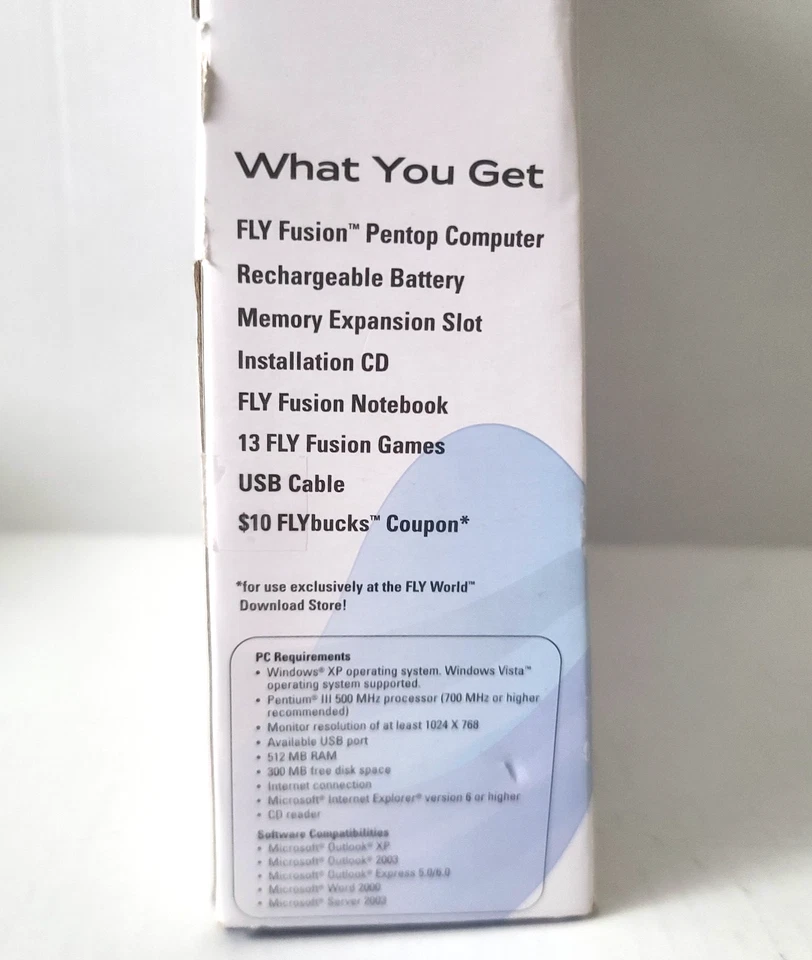 What You Get
FLY Fusion™ Pentop Computer
Rechargeable Battery
Memory Expansion Slot
Installation CD
FLY Fusion Notebook
13 FLY Fusion Games
USB Cable
$10 FLYbucks™ Coupon*
*for use exclusively at the FLY World™
Download Store!
PC Requirements
• Windows® XP operating system. Windows Vista™
operating system supported.
• Pentium® III 500 MHz processor (700 MHz or higher
recommended)
• Monitor resolution of at least 1024 X 768
• Available USB port
• 512 MB RAM
• 300 MB free disk space
• Internet connection
• Microsoft® Internet Explorer® version 6 or higher
• CD reader
Software Compatibilities
• Microsoft® Outlook® XP
• Microsoft® Outlook® 2003
• Microsoft® Outlook® Express 5.0/6.0
• Microsoft® Word 2000
• Microsoft® Server 2003